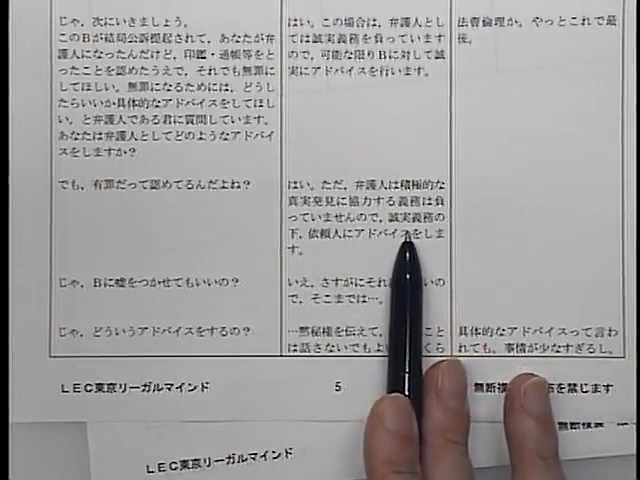 じゃ，次にいきましょう。
このBが結局公訴提起されて，あなたが弁
護人になったんだけど，印鑑・通帳等をと
ったことを認めたうえで，それでも無罪に
してほしい。無罪になるためには，どうし
たらいいか具体的なアドバイスをしてほし
い，と弁護人である君に質問しています。
あなたは弁護人としてどのようなアドバイ
スをしますか？
はい。この場合は，弁護人とし
ては誠実義務を負っています
ので，可能な限りBに対して誠
実にアドバイスを行います。
法曹倫理か。やっとこれで最
後。
でも，有罪だって認めてるんだよね？
はい。ただ，弁護人は積極的な
真実発見に協力する義務は負
っていませんので，誠実義務の
下，依頼人にアドバイスをしま
す。
じゃ，Bに嘘をつかせてもいいの？
いえ，さすがにそれ いの
で，そこまでは…。
じゃ，どういうアドバイスをするの？
…黙秘権を伝えて， こと
は話さないでもよ くら
具体的なアドバイスって言わ
れても，事情が少なすぎるし。
LEC東京リーガルマインド
5
無断複 布を禁じます
LEC東京リーガルマインド
無断複